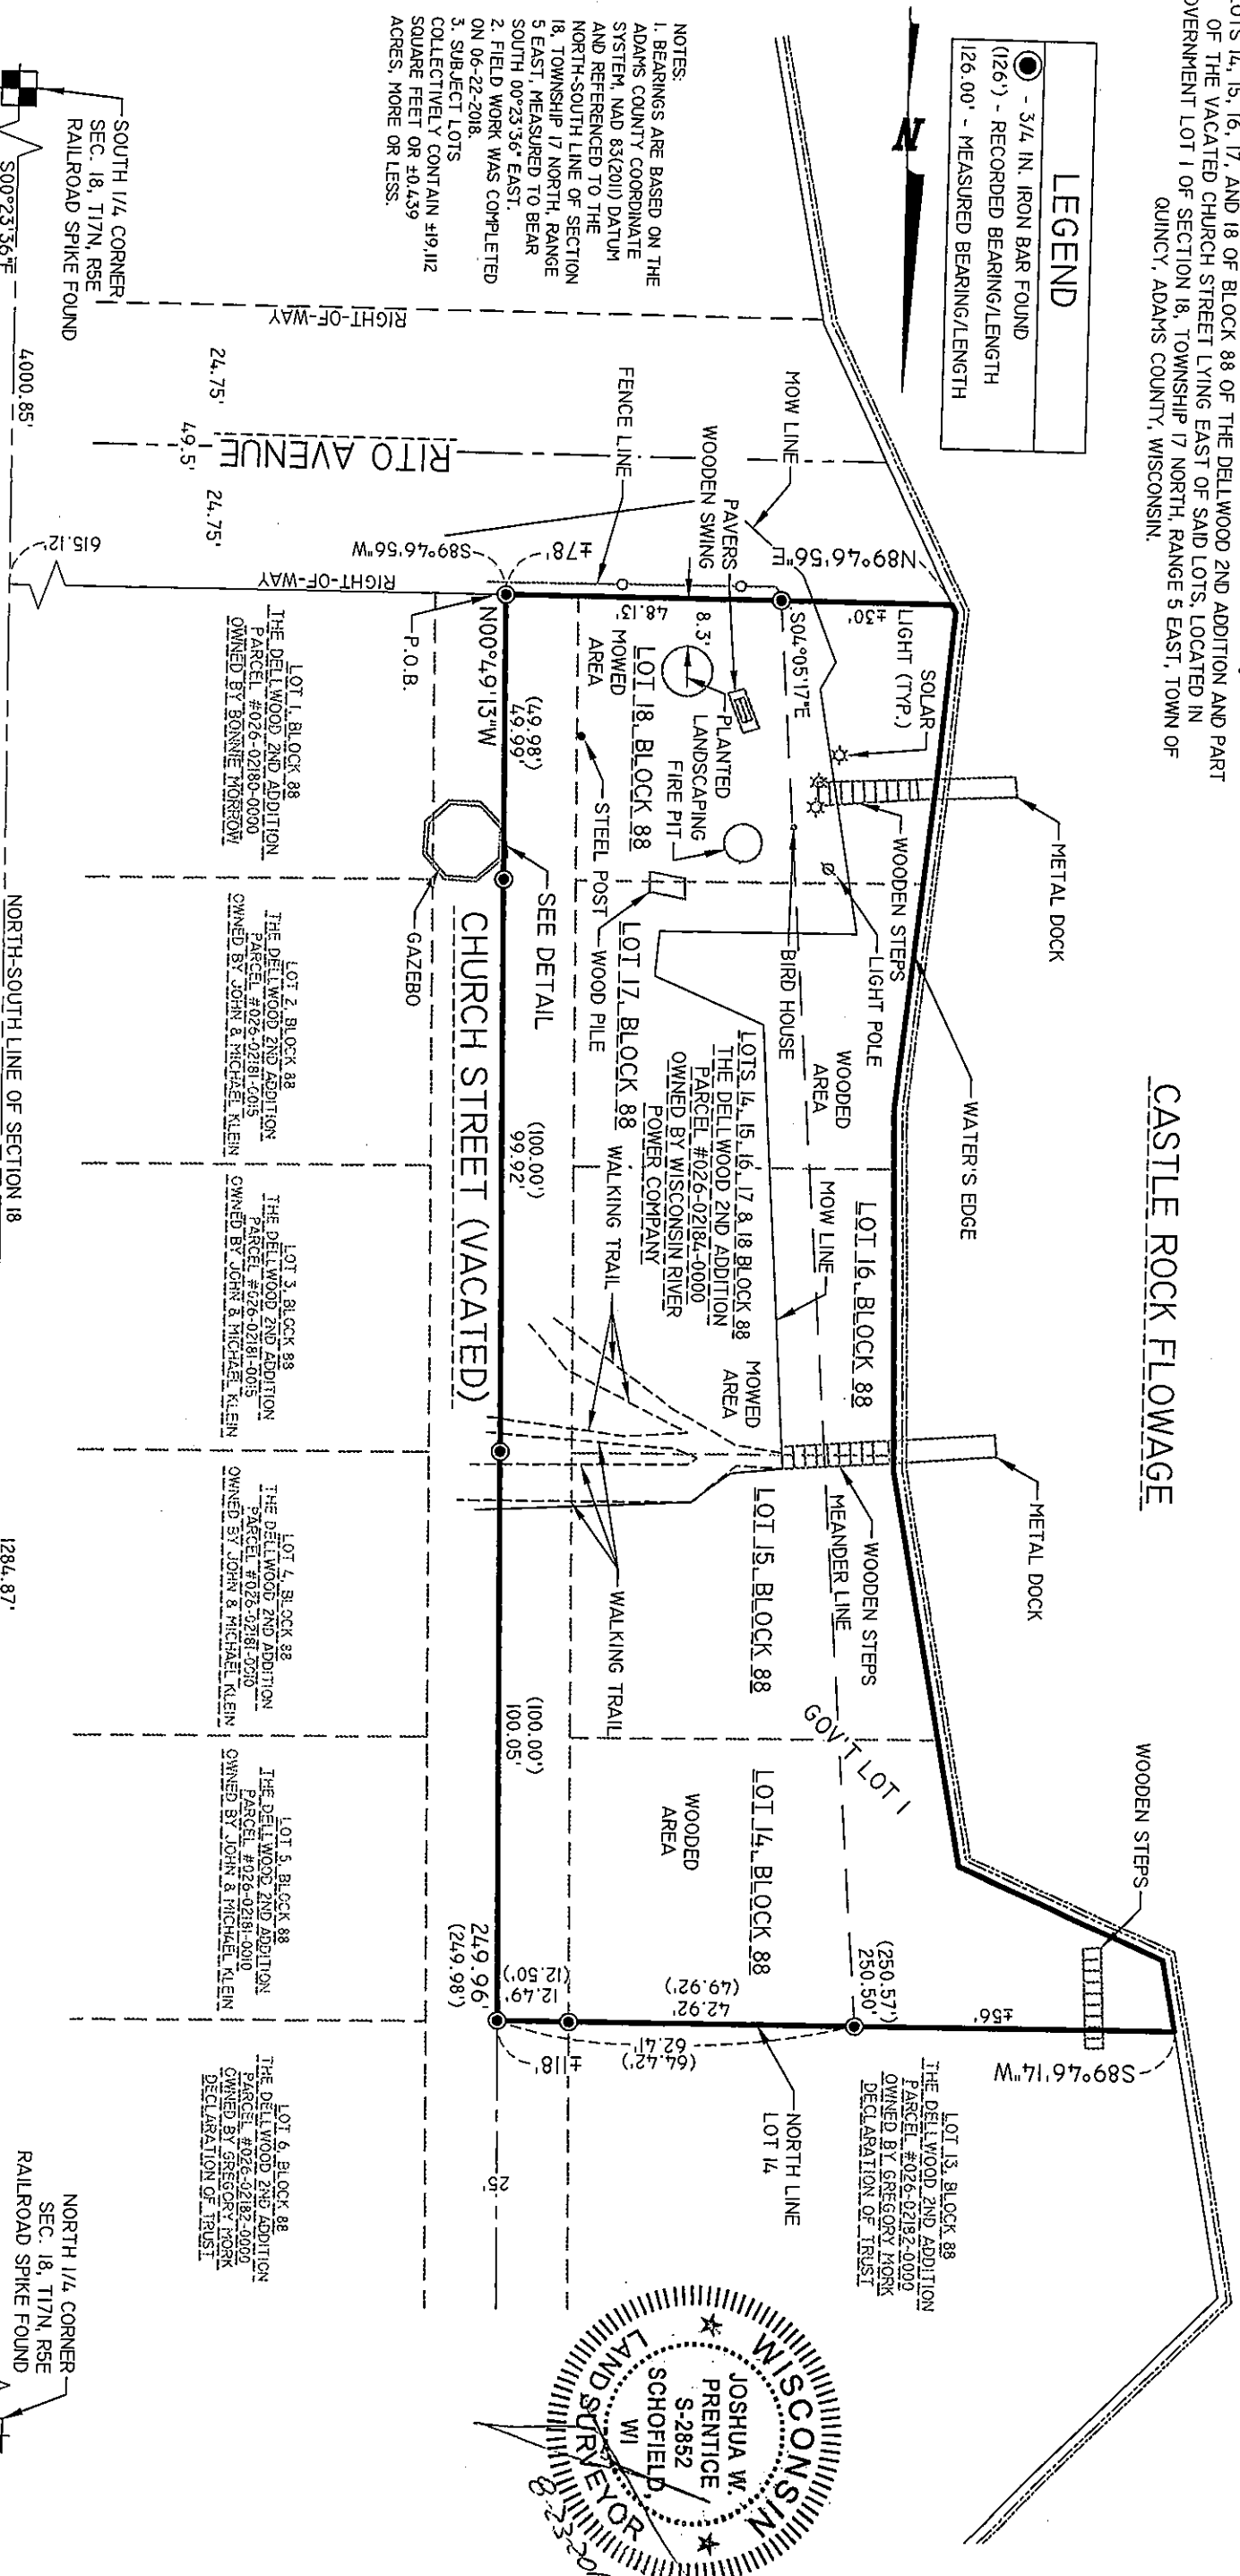 LOTS 14, 15, 16, 17, AND 18 OF BLOCK 88 OF THE DELLWOOD 2ND ADDITION AND PART
OF THE VACATED CHURCH STREET LYING EAST OF SAID LOTS, LOCATED IN
GOVERNMENT LOT 1 OF SECTION 18, TOWNSHIP 17 NORTH, RANGE 5 EAST, TOWN OF
QUINCY, ADAMS COUNTY, WISCONSIN.
LEGEND
- 3/4 IN. IRON BAR FOUND
(126') - RECORDED BEARING/LENGTH
126.00' - MEASURED BEARING/LENGTH
N
NOTES:
1. BEARINGS ARE BASED ON THE
ADAMS COUNTY COORDINATE
SYSTEM, NAD 83(2011) DATUM
AND REFERENCED TO THE
NORTH-SOUTH LINE OF SECTION
18, TOWNSHIP 17 NORTH, RANGE
5 EAST, MEASURED TO BEAR
SOUTH 00°23'36" EAST.
2. FIELD WORK WAS COMPLETED
ON 06-22-2018.
3. SUBJECT LOTS
COLLECTIVELY CONTAIN ±19,112
SQUARE FEET OR ±0.439
ACRES, MORE OR LESS.
CASTLE ROCK FLOWAGE
METAL DOCK
METAL DOCK
WOODEN STEPS
WATER'S EDGE
SOLAR
LIGHT (TYP.)
WOODEN STEPS
LIGHT POLE
WOODED
AREA
LOT 16, BLOCK 88
MOW LINE
MEANDER LINE
WOODEN STEPS
GOV'T LOT 1
N89°46'56"E
±30'
S04°05'17"E
MOW LINE
PAVERS
WOODEN SWING
FENCE LINE
48.13'
8.3'
±78'
S89°46'56"W
PLANTED
LANDSCAPING
FIRE PIT
BIRD HOUSE
LOT 18, BLOCK 88
MOWED
AREA
STEEL POST
WOOD PILE
LOT 17, BLOCK 88
LOTS 14, 15, 16, 17 & 18 BLOCK 88
THE DELLWOOD 2ND ADDITION
PARCEL #026-02184-0000
OWNED BY WISCONSIN RIVER
POWER COMPANY
WALKING TRAIL
MOWED
AREA
LOT 15, BLOCK 88
WALKING TRAIL
LOT 14, BLOCK 88
WOODED
AREA
(250.57')
250.50'
±56'
S89°46'14"W
LOT 13, BLOCK 88
THE DELLWOOD 2ND ADDITION
PARCEL #026-02182-0000
OWNED BY GREGORY MORK
DECLARATION OF TRUST
NORTH LINE
LOT 14
42.92'
(49.92')
62.41'
(64.42')
12.49'
(12.50')
±118'
25'
RIGHT-OF-WAY
RITO AVENUE
24.75'
49.5'
24.75'
RIGHT-OF-WAY
615.12'
P.O.B.
N00°49'13"W
(49.98')
49.99'
SEE DETAIL
GAZEBO
CHURCH STREET (VACATED)
(100.00')
99.92'
(100.00')
100.05'
249.96'
(249.98')
LOT 1, BLOCK 88
THE DELLWOOD 2ND ADDITION
PARCEL #026-02180-0000
OWNED BY BONNIE MORROW
LOT 2, BLOCK 88
THE DELLWOOD 2ND ADDITION
PARCEL #026-02181-0015
OWNED BY JOHN & MICHAEL KLEIN
LOT 3, BLOCK 88
THE DELLWOOD 2ND ADDITION
PARCEL #026-02181-0015
OWNED BY JOHN & MICHAEL KLEIN
LOT 4, BLOCK 88
THE DELLWOOD 2ND ADDITION
PARCEL #026-02181-0010
OWNED BY JOHN & MICHAEL KLEIN
LOT 5, BLOCK 88
THE DELLWOOD 2ND ADDITION
PARCEL #026-02181-0010
OWNED BY JOHN & MICHAEL KLEIN
LOT 6, BLOCK 88
THE DELLWOOD 2ND ADDITION
PARCEL #026-02182-0000
OWNED BY GREGORY MORK
DECLARATION OF TRUST
SOUTH 1/4 CORNER
SEC. 18, T17N, R5E
RAILROAD SPIKE FOUND
S00°23'36"E
4000.85'
NORTH-SOUTH LINE OF SECTION 18
1284.87'
NORTH 1/4 CORNER
SEC. 18, T17N, R5E
RAILROAD SPIKE FOUND
WISCONSIN
JOSHUA W.
PRENTICE
S-2852
SCHOFIELD,
WI
LAND SURVEYOR